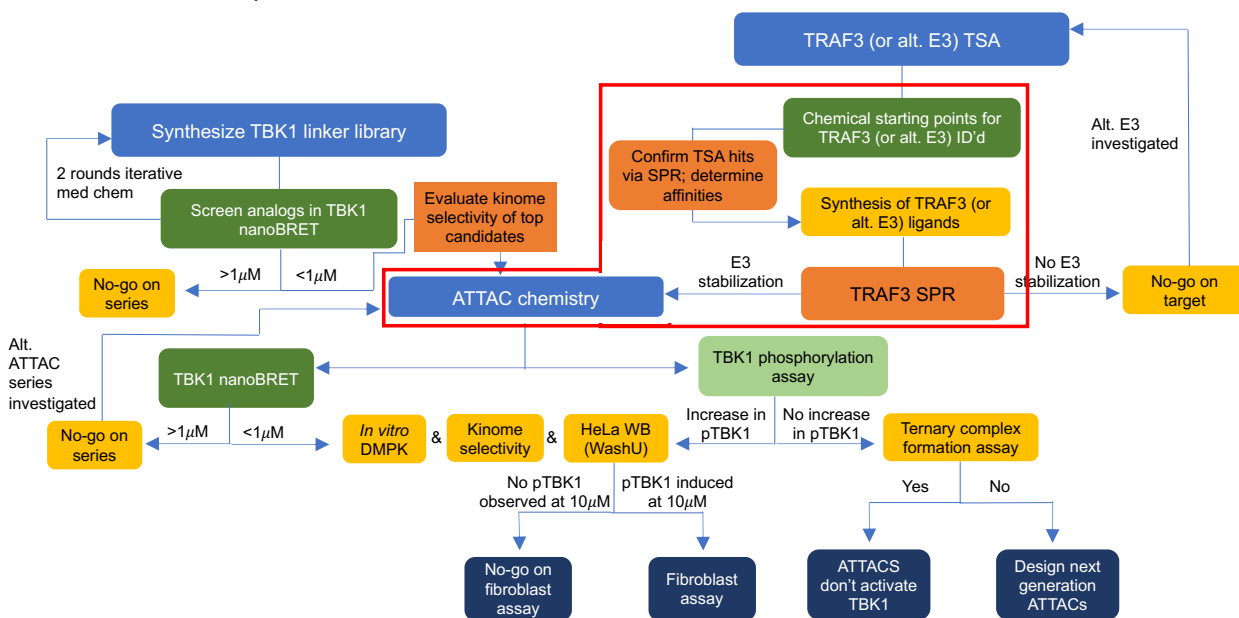 TRAF3 (or alt. E3) TSA
Synthesize TBK1 linker library
Chemical starting points for
TRAF3 (or alt. E3) ID'd
Alt. E3
investigated
2 rounds iterative
med chem
Confirm TSA hits
via SPR; determine
affinities
Screen analogs in TBK1
nanoBRET
Evaluate kinome
selectivity of top
candidates
Synthesis of TRAF3 (or
alt. E3) ligands
>1μM
<1μM
No-go on
series
E3
stabilization
No E3
stabilization
ATTAC chemistry
TRAF3 SPR
No-go on
target
Alt.
ATTAC
series
investigated
TBK1 nanoBRET
TBK1 phosphorylation
assay
No-go on
series
>1μM
<1μM
In vitro
DMPK
&
Kinome
selectivity
&
HeLa WB
(WashU)
Increase in
pTBK1
No increase
in pTBK1
Ternary complex
formation assay
No pTBK1
observed at 10μM
pTBK1 induced
at 10μM
Yes
No
No-go on
fibroblast
assay
Fibroblast
assay
ATTACS
don't activate
TBK1
Design next
generation
ATTACs